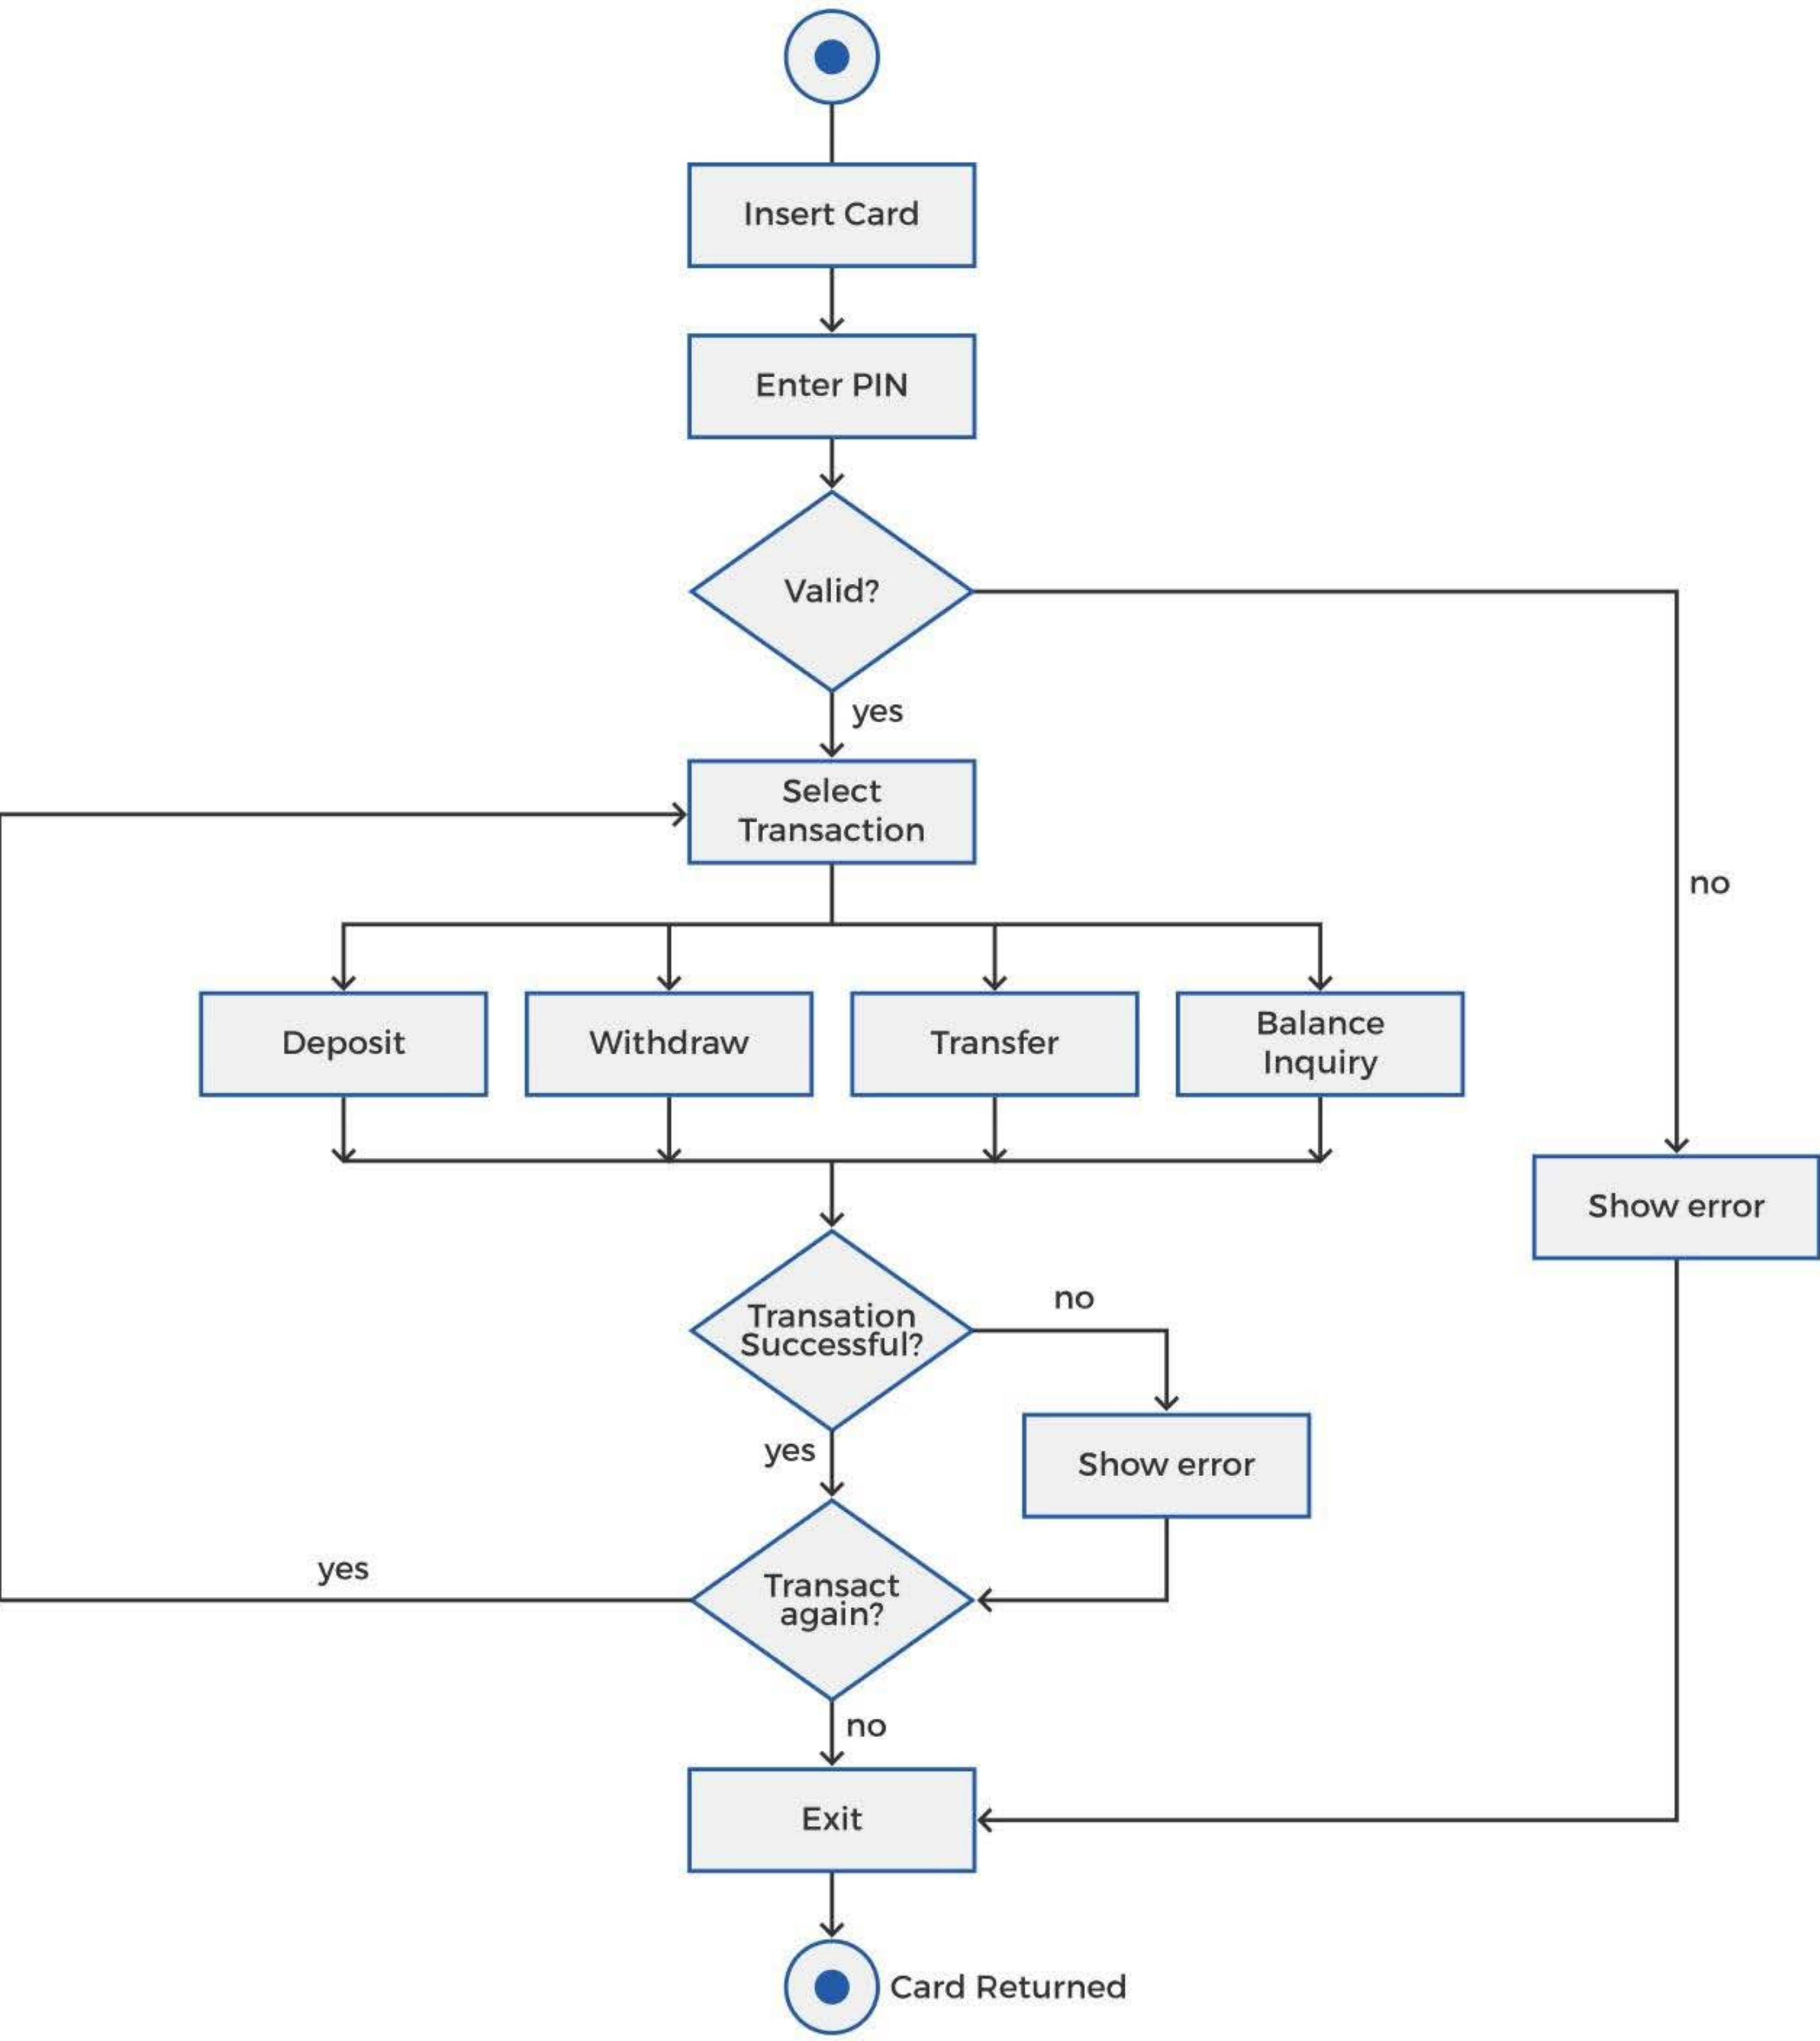 Insert Card
Enter PIN
Valid?
yes
Select
Transaction
no
Deposit
Withdraw
Transfer
Balance
Inquiry
Show error
Transation
Successful?
no
yes
Show error
yes
Transact
again?
no
Exit
Card Returned